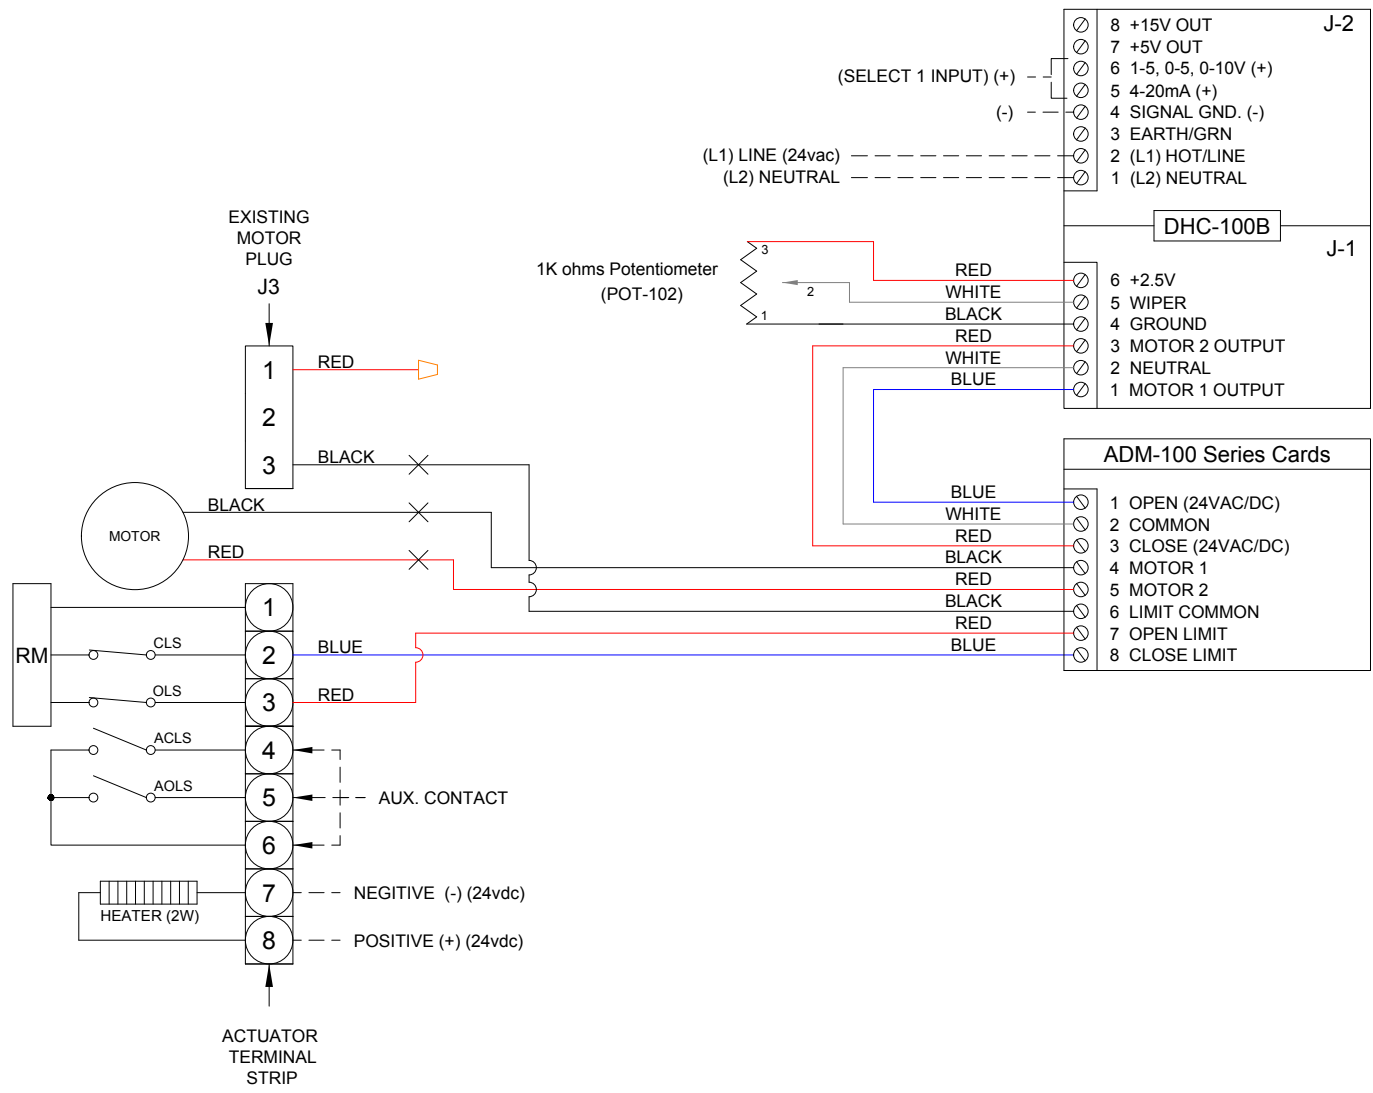 J-2
8 +15V OUT
7 +5V OUT
(SELECT 1 INPUT) (+)
6 1-5, 0-5, 0-10V (+)
5 4-20mA (+)
(-)
4 SIGNAL GND. (-)
3 EARTH/GRN
(L1) LINE (24vac)
2 (L1) HOT/LINE
(L2) NEUTRAL
1 (L2) NEUTRAL
DHC-100B
J-1
EXISTING
MOTOR
PLUG
J3
1K ohms Potentiometer
(POT-102)
3
2
1
RED
6 +2.5V
WHITE
5 WIPER
BLACK
4 GROUND
RED
3 MOTOR 2 OUTPUT
WHITE
2 NEUTRAL
BLUE
1 MOTOR 1 OUTPUT
1
RED
2
3
BLACK
ADM-100 Series Cards
BLUE
1 OPEN (24VAC/DC)
WHITE
2 COMMON
RED
3 CLOSE (24VAC/DC)
BLACK
4 MOTOR 1
RED
5 MOTOR 2
BLACK
6 LIMIT COMMON
RED
7 OPEN LIMIT
BLUE
8 CLOSE LIMIT
MOTOR
BLACK
RED
RM
1
CLS
2
BLUE
OLS
3
RED
ACLS
4
AOLS
5
AUX. CONTACT
6
HEATER (2W)
7
NEGITIVE (-) (24vdc)
8
POSITIVE (+) (24vdc)
ACTUATOR
TERMINAL
STRIP